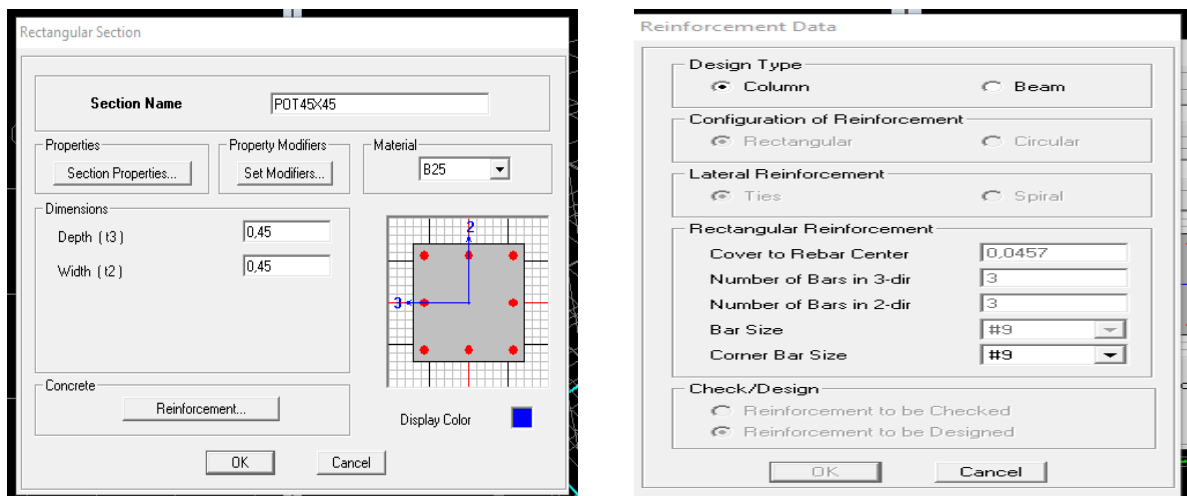 Rectangular Section
Section Name POT45X45
Properties
Section Properties...
Property Modifiers
Set Modifiers...
Material
B25
Dimensions
Depth ( t3 ) 0,45
Width ( t2 ) 0,45
2
3
Concrete
Reinforcement...
Display Color
OK Cancel
Reinforcement Data
Design Type
Column Beam
Configuration of Reinforcement
Rectangular Circular
Lateral Reinforcement
Ties Spiral
Rectangular Reinforcement
Cover to Rebar Center 0,0457
Number of Bars in 3-dir 3
Number of Bars in 2-dir 3
Bar Size #9
Corner Bar Size #9
Check/Design
Reinforcement to be Checked
Reinforcement to be Designed
OK Cancel